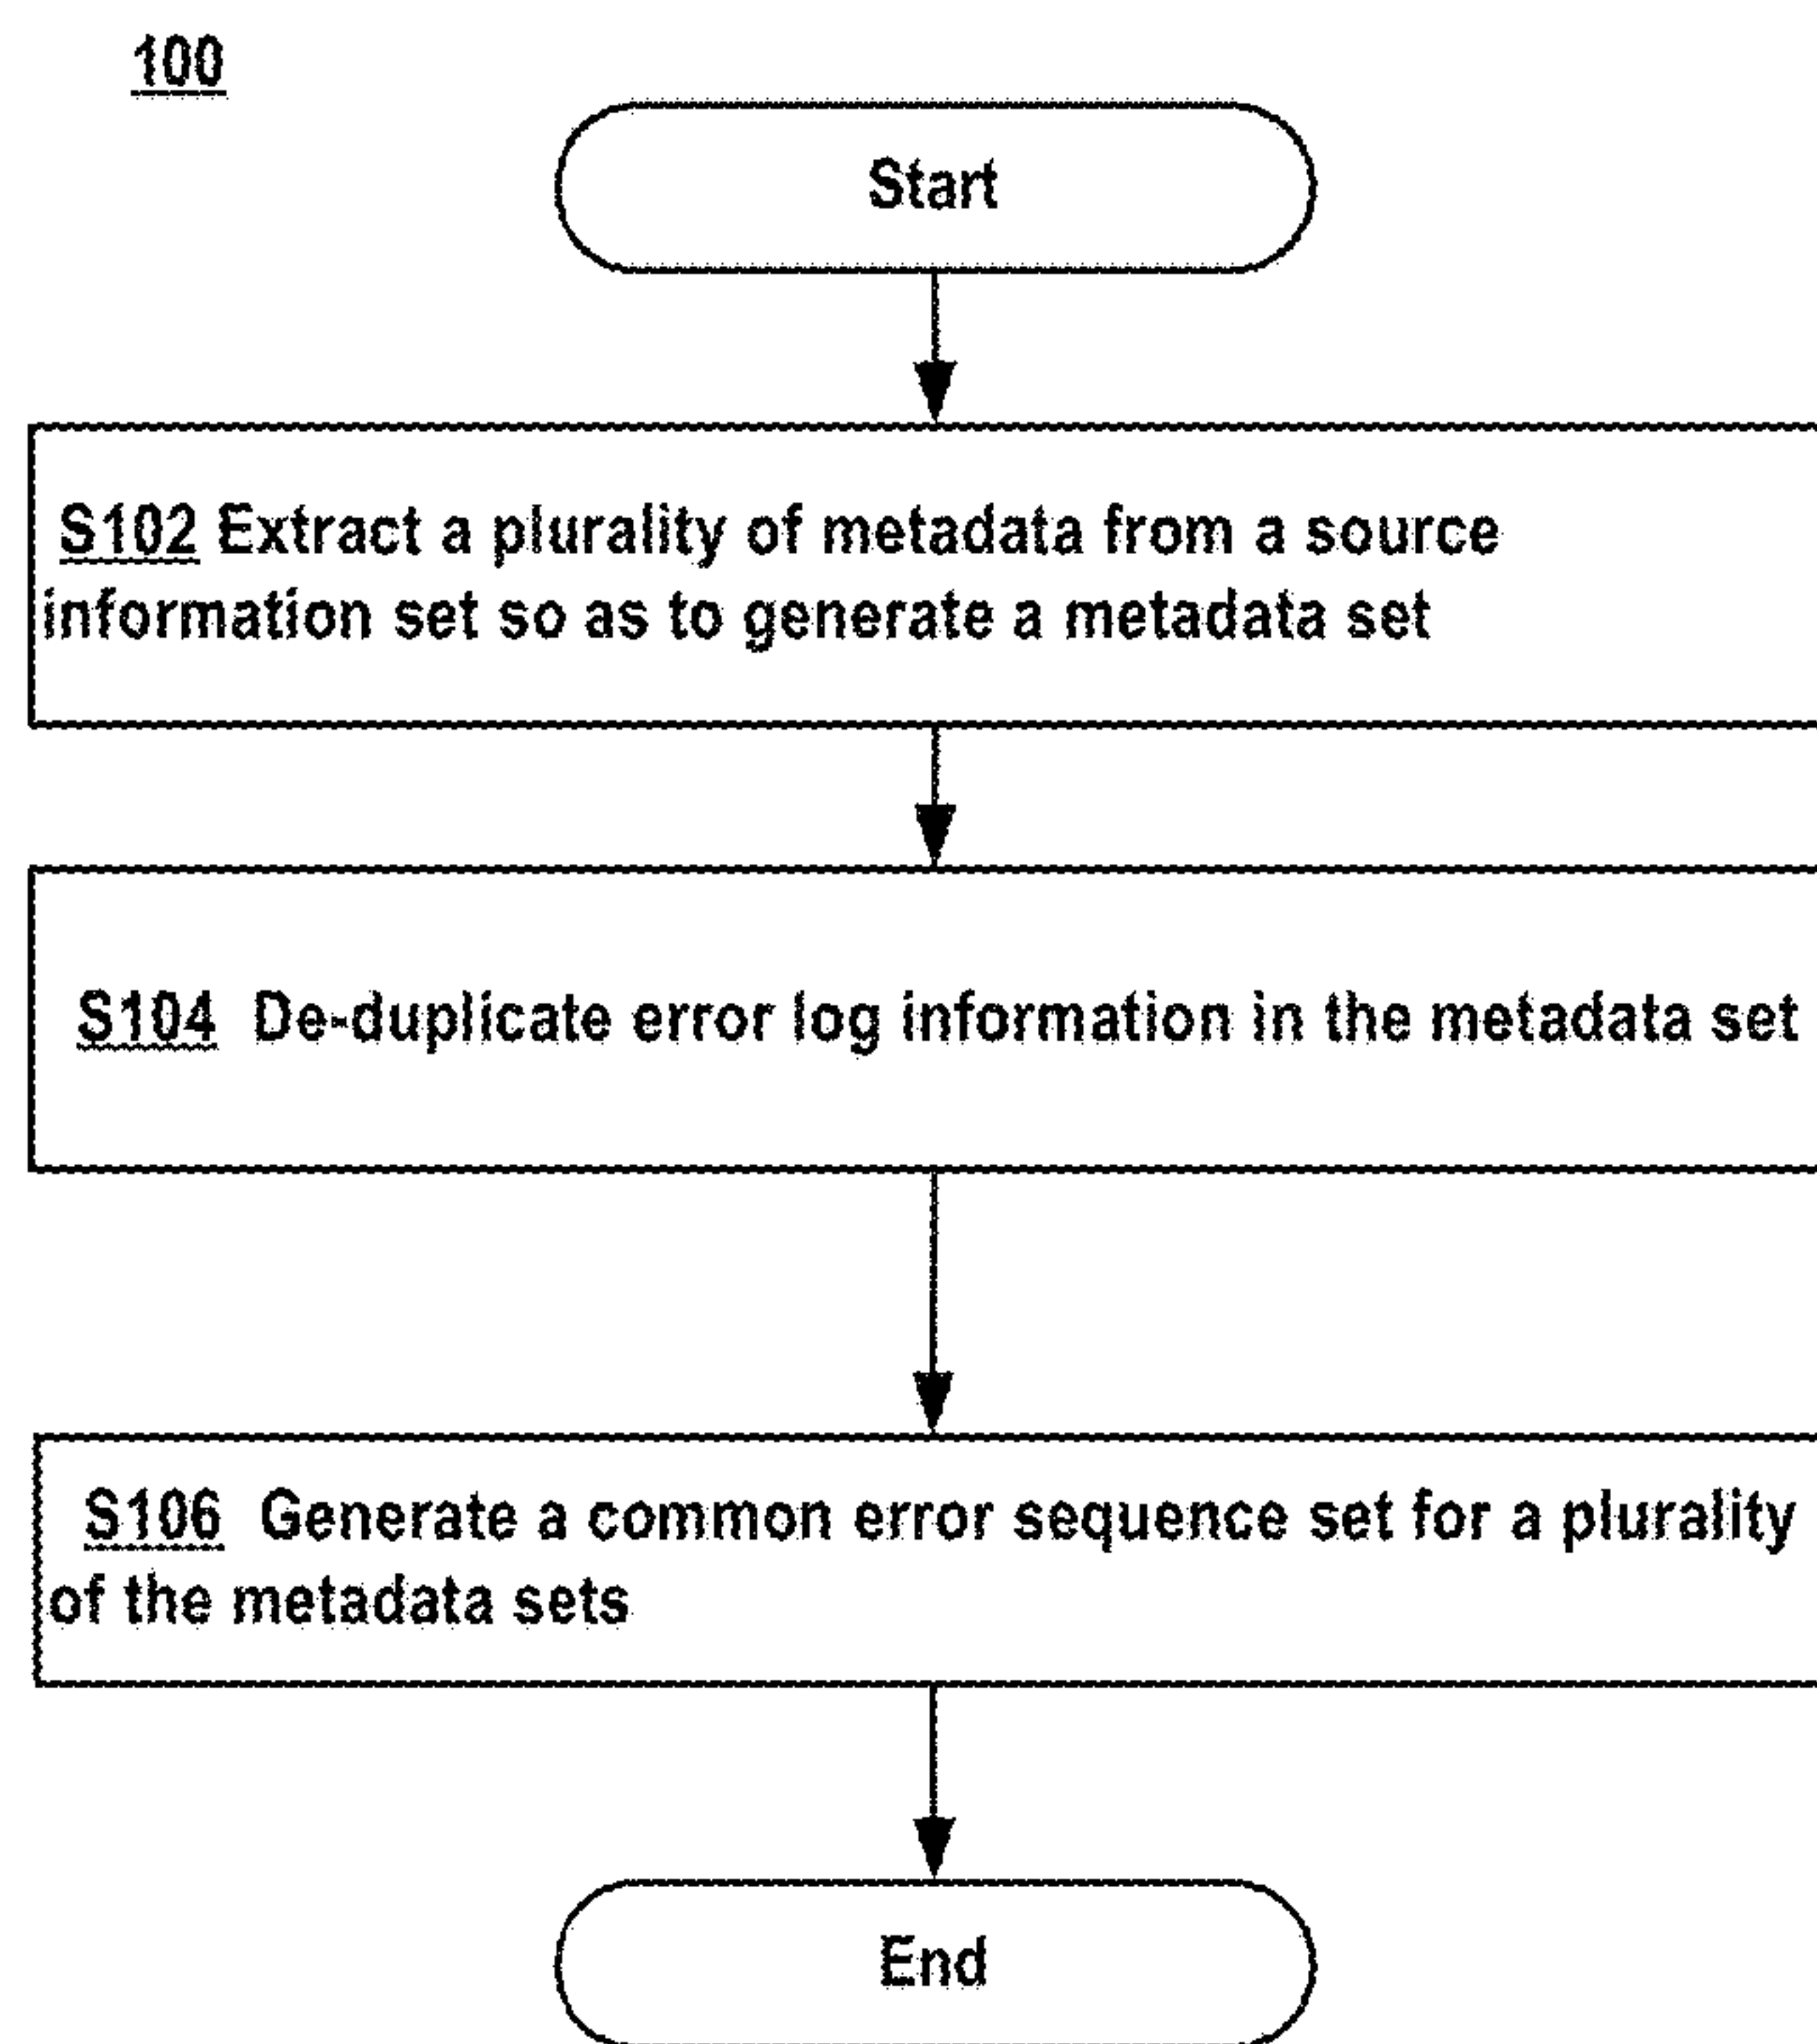 100
Start
S102 Extract a plurality of metadata from a source
information set so as to generate a metadata set
S104 De-duplicate error log information in the metadata set
S106 Generate a common error sequence set for a plurality
of the metadata sets
End